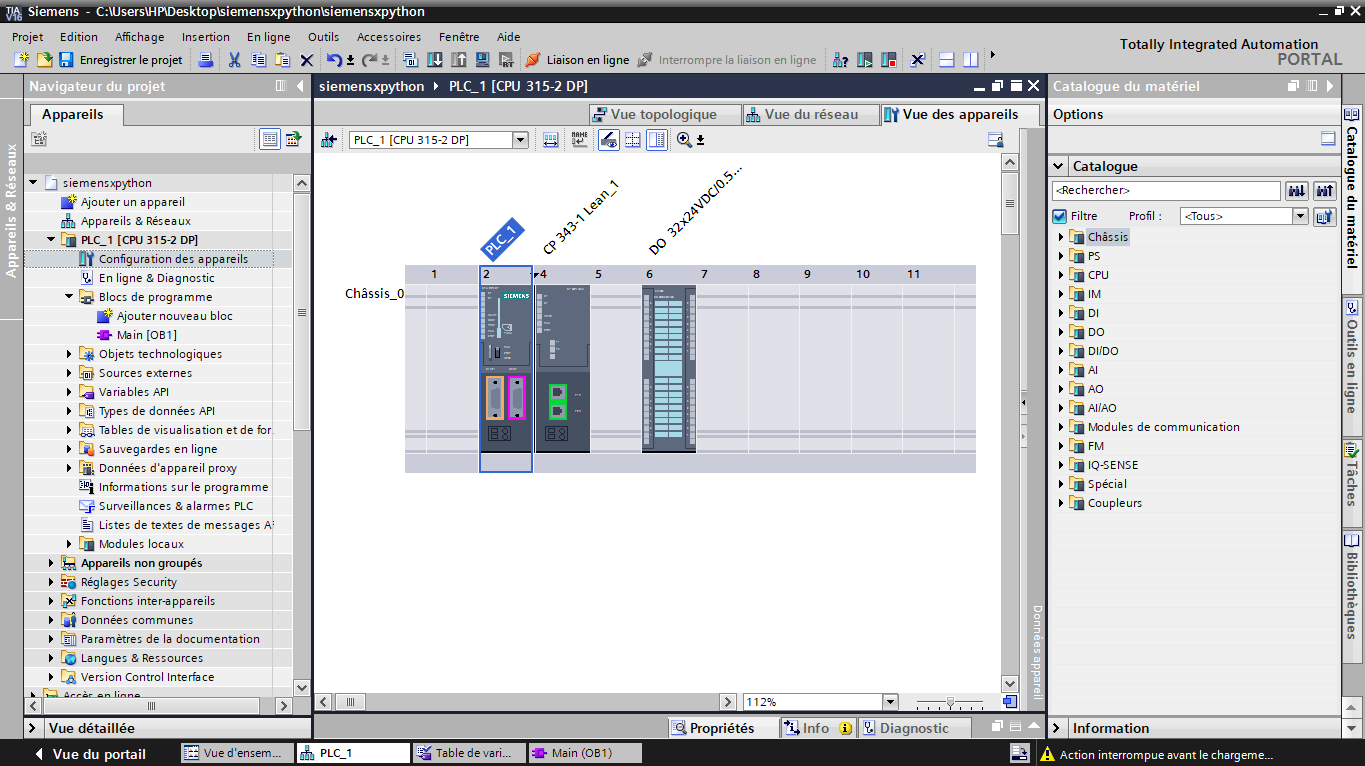 Siemens - C:\Users\HP\Desktop\siemensxpython\siemensxpython
Projet Edition Affichage Insertion En ligne Outils Accessoires Fenêtre Aide
Enregistrer le projet Liaison en ligne Interrompre la liaison en ligne
Totally Integrated Automation
PORTAL
Navigateur du projet
Appareils
Appareils & Réseaux
siemensxpython
Ajouter un appareil
Appareils & Réseaux
PLC_1 [CPU 315-2 DP]
Configuration des appareils
En ligne & Diagnostic
Blocs de programme
Ajouter nouveau bloc
Main [OB1]
Objets technologiques
Sources externes
Variables API
Types de données API
Tables de visualisation et de for
Sauvegardes en ligne
Données d'appareil proxy
Informations sur le programme
Surveillances & alarmes PLC
Listes de textes de messages A
Modules locaux
Appareils non groupés
Réglages Security
Fonctions inter-appareils
Données communes
Paramètres de la documentation
Langues & Ressources
Version Control Interface
Accès en ligne
Vue détaillée
siemensxpython PLC_1 [CPU 315-2 DP]
Vue topologique Vue du réseau Vue des appareils
PLC_1 [CPU 315-2 DP]
PLC_1
CP 343-1 Lean_1
DO 32x24VDC/0.5...
1 2 4 5 6 7 8 9 10 11
Châssis_0
SIEMENS
Données appareil
112%
Propriétés Info Diagnostic
Catalogue du matériel
Options
Catalogue
<Rechercher>
Filtre Profil : <Tous>
Châssis
PS
CPU
IM
DI
DO
DI/DO
AI
AO
AI/AO
Modules de communication
FM
IQ-SENSE
Spécial
Coupleurs
Information
Catalogue du matériel
Outils en ligne
Tâches
Bibliothèques
Vue du portail Vue d'ensem... PLC_1 Table de vari... Main (OB1) Action interrompue avant le chargeme...